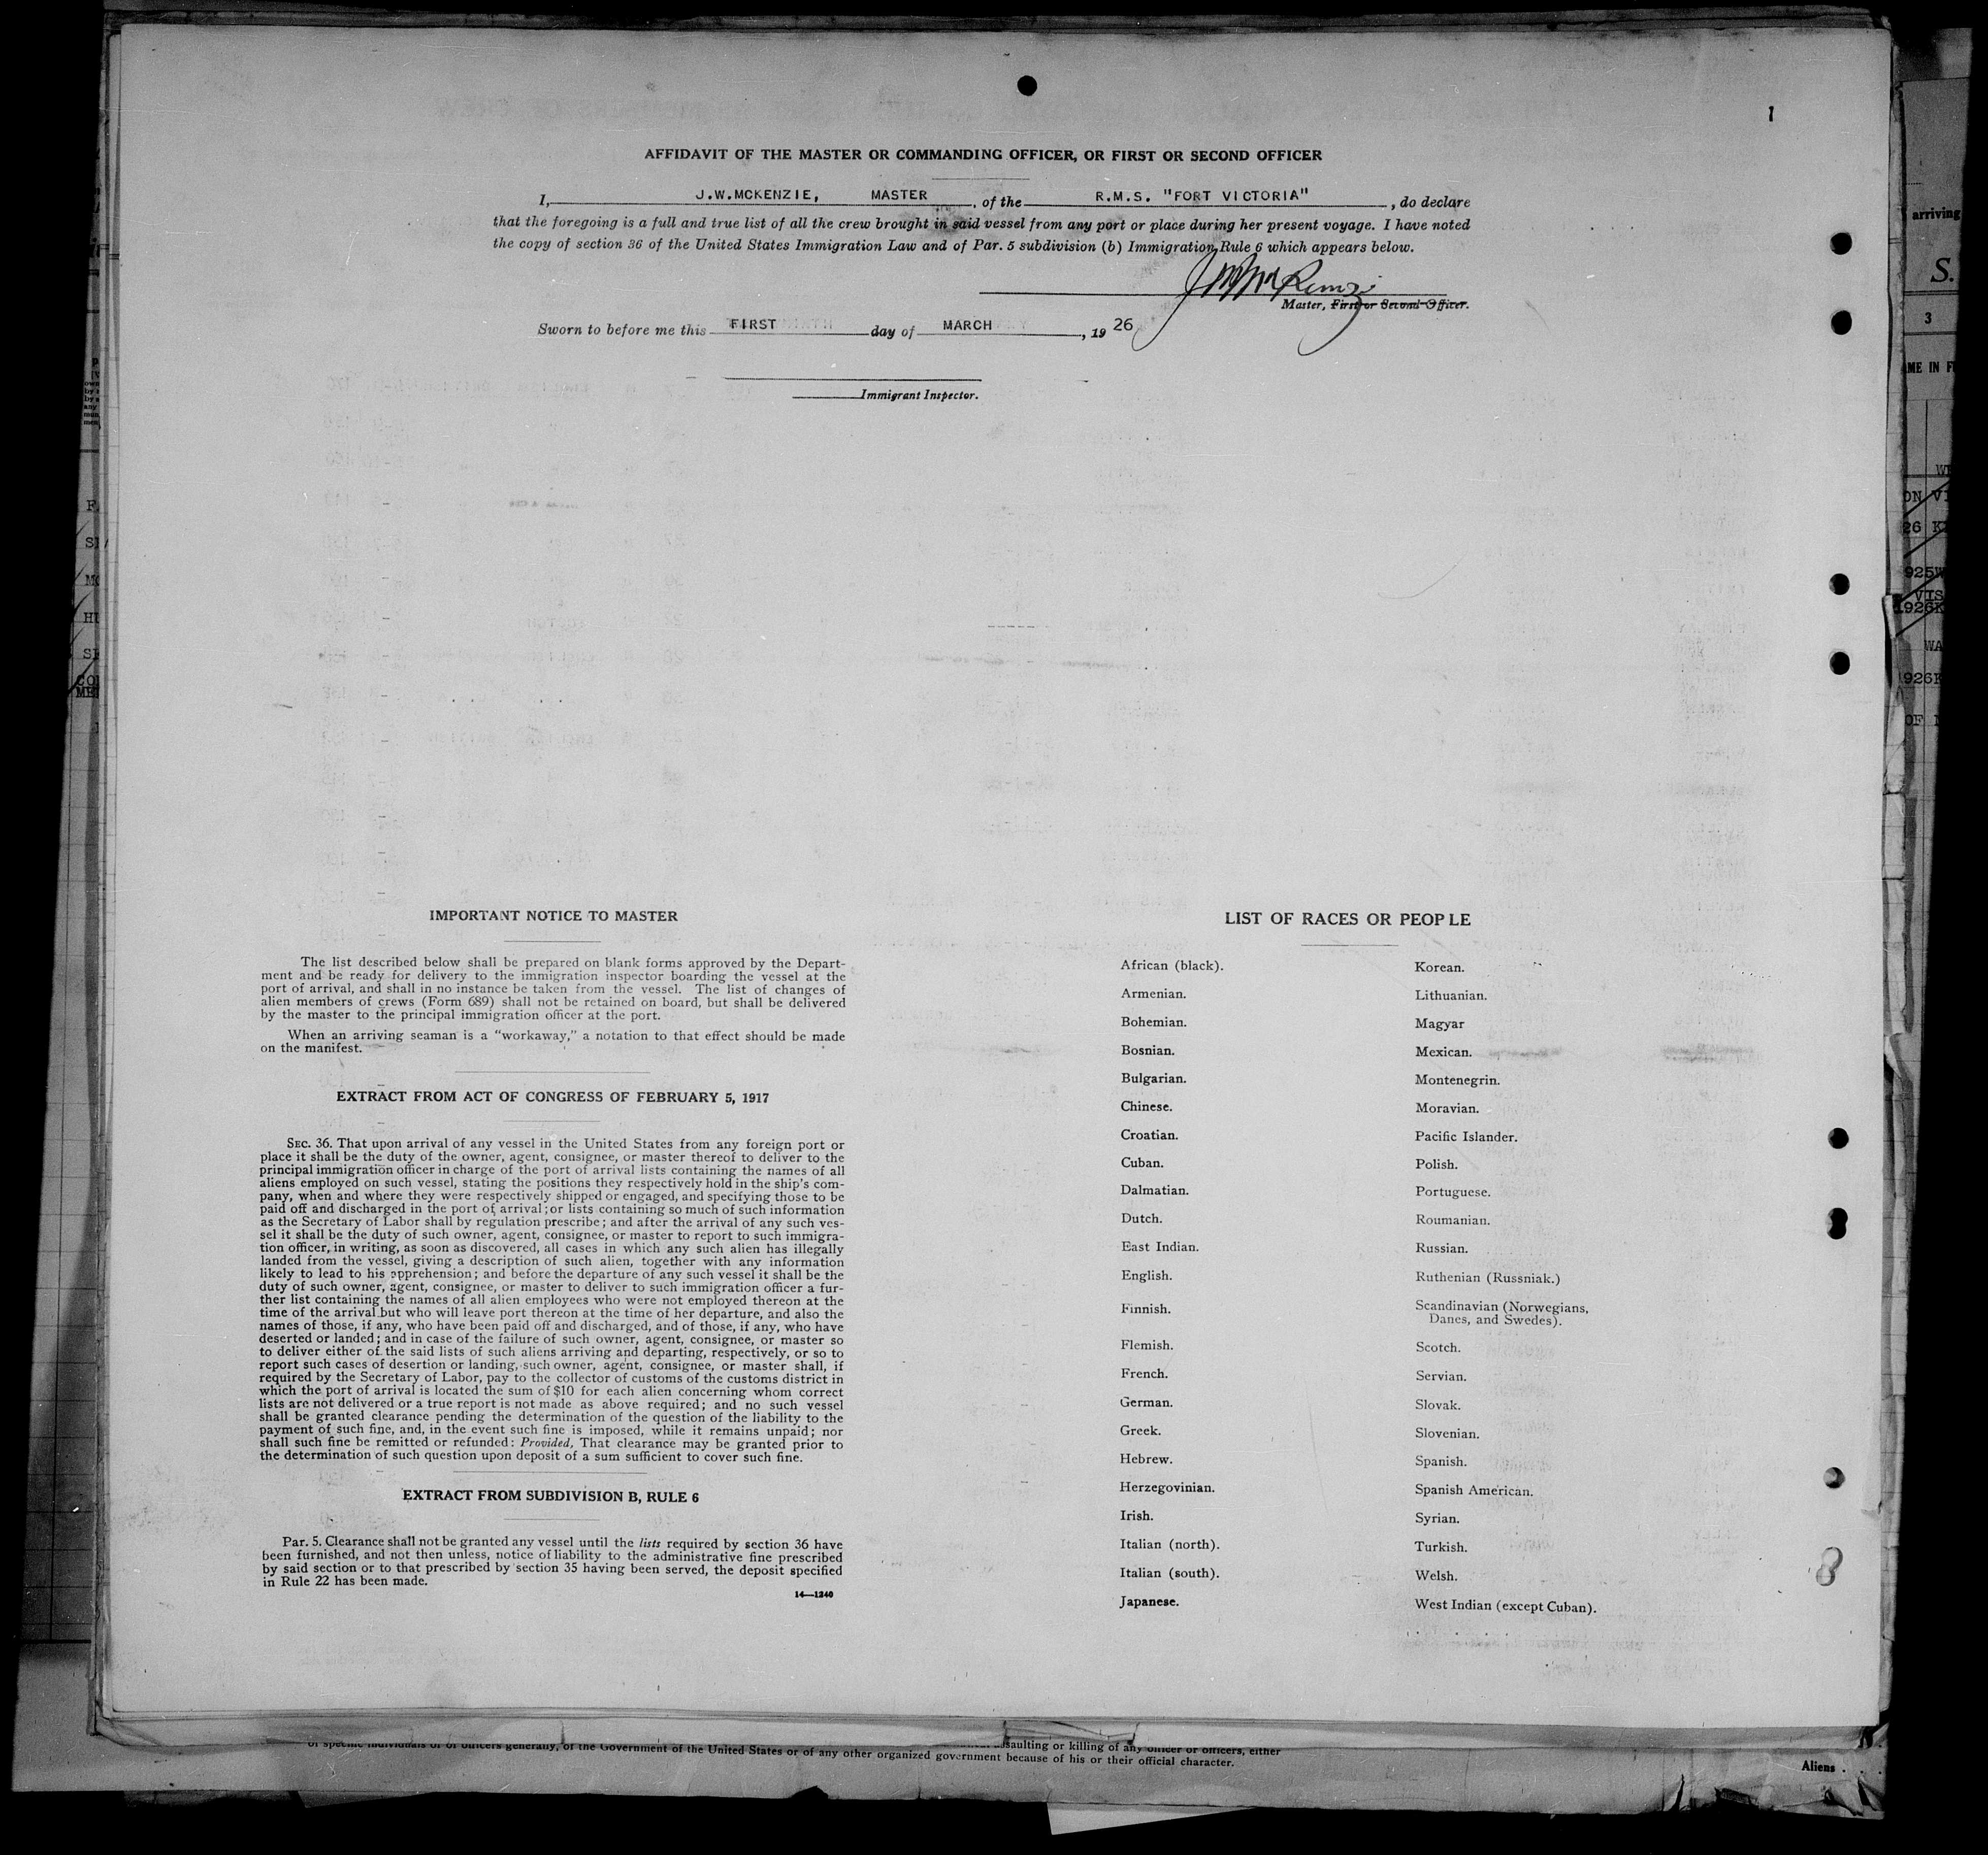 1
AFFIDAVIT OF THE MASTER OR COMMANDING OFFICER, OR FIRST OR SECOND OFFICER
I, J.W.MCKENZIE, MASTER, of the R.M.S. "FORT VICTORIA", do declare
that the foregoing is a full and true list of all the crew brought in said vessel from any port or place during her present voyage. I have noted
the copy of section 36 of the United States Immigration Law and of Par. 5 subdivision (b) Immigration Rule 6 which appears below.
JW McKenzie
Master, First or Second Officer.
Sworn to before me this FIRST day of MARCH, 19 26
Immigrant Inspector.
IMPORTANT NOTICE TO MASTER
The list described below shall be prepared on blank forms approved by the Depart-
ment and be ready for delivery to the immigration inspector boarding the vessel at the
port of arrival, and shall in no instance be taken from the vessel. The list of changes of
alien members of crews (Form 689) shall not be retained on board, but shall be delivered
by the master to the principal immigration officer at the port.
When an arriving seaman is a "workaway," a notation to that effect should be made
on the manifest.
EXTRACT FROM ACT OF CONGRESS OF FEBRUARY 5, 1917
SEC. 36. That upon arrival of any vessel in the United States from any foreign port or
place it shall be the duty of the owner, agent, consignee, or master thereof to deliver to the
principal immigration officer in charge of the port of arrival lists containing the names of all
aliens employed on such vessel, stating the positions they respectively hold in the ship's com-
pany, when and where they were respectively shipped or engaged, and specifying those to be
paid off and discharged in the port of arrival; or lists containing so much of such information
as the Secretary of Labor shall by regulation prescribe; and after the arrival of any such ves-
sel it shall be the duty of such owner, agent, consignee, or master to report to such immigra-
tion officer, in writing, as soon as discovered, all cases in which any such alien has illegally
landed from the vessel, giving a description of such alien, together with any information
likely to lead to his apprehension; and before the departure of any such vessel it shall be the
duty of such owner, agent, consignee, or master to deliver to such immigration officer a fur-
ther list containing the names of all alien employees who were not employed thereon at the
time of the arrival but who will leave port thereon at the time of her departure, and also the
names of those, if any, who have been paid off and discharged, and of those, if any, who have
deserted or landed; and in case of the failure of such owner, agent, consignee, or master so
to deliver either of the said lists of such aliens arriving and departing, respectively, or so to
report such cases of desertion or landing, such owner, agent, consignee, or master shall, if
required by the Secretary of Labor, pay to the collector of customs of the customs district in
which the port of arrival is located the sum of $10 for each alien concerning whom correct
lists are not delivered or a true report is not made as above required; and no such vessel
shall be granted clearance pending the determination of the question of the liability to the
payment of such fine, and, in the event such fine is imposed, while it remains unpaid; nor
shall such fine be remitted or refunded: Provided, That clearance may be granted prior to
the determination of such question upon deposit of a sum sufficient to cover such fine.
EXTRACT FROM SUBDIVISION B, RULE 6
Par. 5. Clearance shall not be granted any vessel until the lists required by section 36 have
been furnished, and not then unless, notice of liability to the administrative fine prescribed
by said section or to that prescribed by section 35 having been served, the deposit specified
in Rule 22 has been made.
14—1240
LIST OF RACES OR PEOPLE
African (black).
Armenian.
Bohemian.
Bosnian.
Bulgarian.
Chinese.
Croatian.
Cuban.
Dalmatian.
Dutch.
East Indian.
English.
Finnish.
Flemish.
French.
German.
Greek.
Hebrew.
Herzegovinian.
Irish.
Italian (north).
Italian (south).
Japanese.
Korean.
Lithuanian.
Magyar
Mexican.
Montenegrin.
Moravian.
Pacific Islander.
Polish.
Portuguese.
Roumanian.
Russian.
Ruthenian (Russniak.)
Scandinavian (Norwegians,
Danes, and Swedes).
Scotch.
Servian.
Slovak.
Slovenian.
Spanish.
Spanish American.
Syrian.
Turkish.
Welsh.
West Indian (except Cuban).
8
arriving
S.
3
of specific individuals or of officers generally, of the Government of the United States or of any other organized government because of his or their official character.
assaulting or killing of any officer or officers, either
Aliens